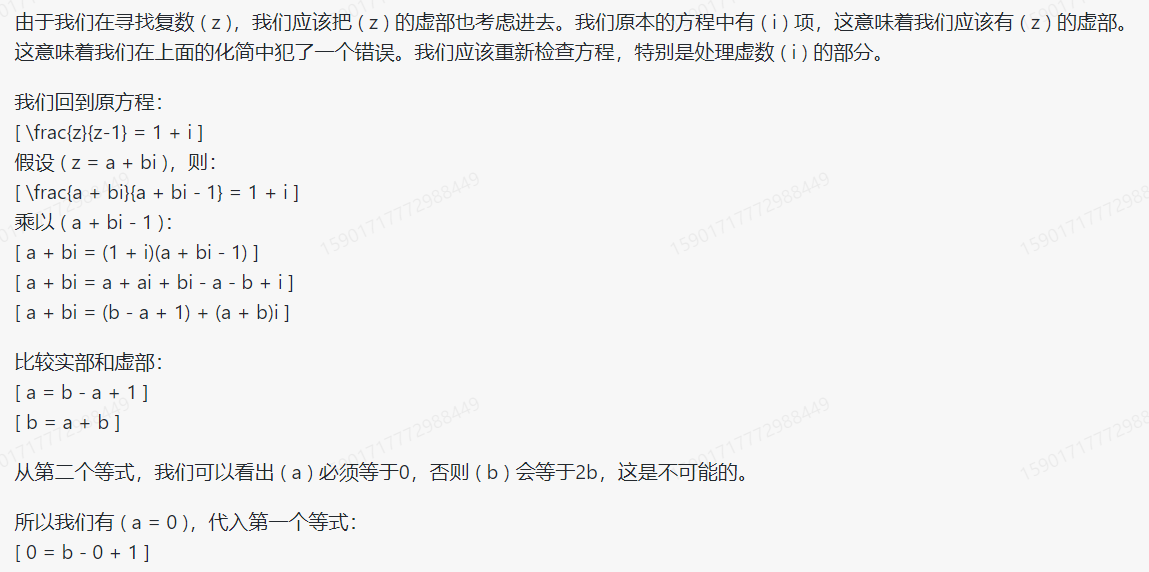 由于我们在寻找复数 ( z )，我们应该把 ( z ) 的虚部也考虑进去。我们原本的方程中有 ( i ) 项，这意味着我们应该有 ( z ) 的虚部。
这意味着我们在上面的化简中犯了一个错误。我们应该重新检查方程，特别是处理虚数 ( i ) 的部分。
我们回到原方程：
[ \frac{z}{z-1} = 1 + i ]
假设 ( z = a + bi )，则：
[ \frac{a + bi}{a + bi - 1} = 1 + i ]
乘以 ( a + bi - 1 )：
[ a + bi = (1 + i)(a + bi - 1) ]
[ a + bi = a + ai + bi - a - b + i ]
[ a + bi = (b - a + 1) + (a + b)i ]
比较实部和虚部：
[ a = b - a + 1 ]
[ b = a + b ]
从第二个等式，我们可以看出 ( a ) 必须等于0，否则 ( b ) 会等于2b，这是不可能的。
所以我们有 ( a = 0 )，代入第一个等式：
[ 0 = b - 0 + 1 ]
1590171772988449
1590171772988449
1590171772988449
1590171772988449